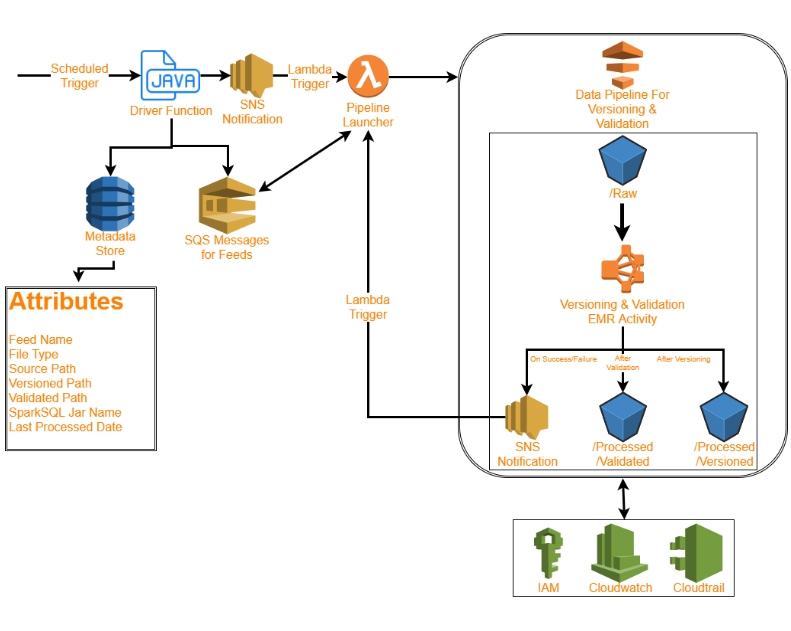 Scheduled
Trigger
JAVA
Driver Function
SNS
Notification
Lambda
Trigger
Pipeline
Launcher
Data Pipeline For
Versioning &
Validation
/Raw
Versioning & Validation
EMR Activity
On Success/Failure
After
Validation
After Versioning
SNS
Notification
/Processed
/Validated
/Processed
/Versioned
Metadata
Store
SQS Messages
for Feeds
Lambda
Trigger
Attributes
Feed Name
File Type
Source Path
Versioned Path
Validated Path
SparkSQL Jar Name
Last Processed Date
IAM
Cloudwatch
Cloudtrail